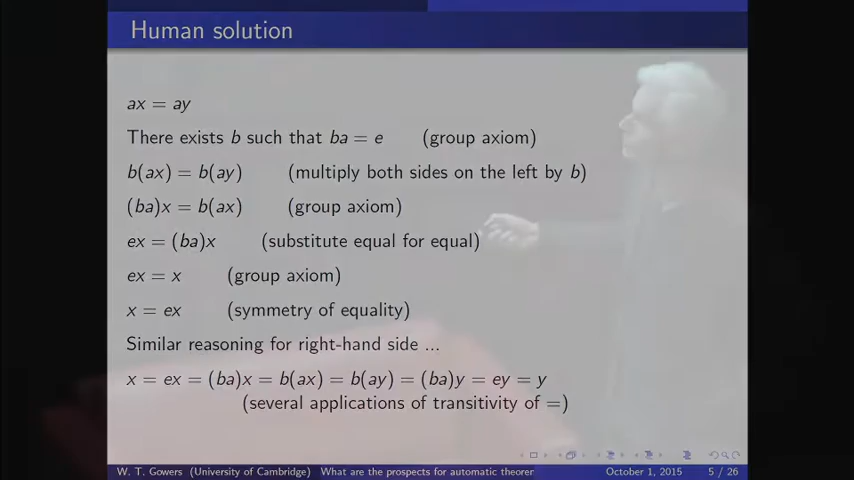 Human solution
ax = ay
There exists b such that ba = e (group axiom)
b(ax) = b(ay) (multiply both sides on the left by b)
(ba)x = b(ax) (group axiom)
ex = (ba)x (substitute equal for equal)
ex = x (group axiom)
x = ex (symmetry of equality)
Similar reasoning for right-hand side ...
x = ex = (ba)x = b(ax) = b(ay) = (ba)y = ey = y
(several applications of transitivity of =)
W. T. Gowers (University of Cambridge) What are the prospects for automatic theorem October 1, 2015 5 / 26